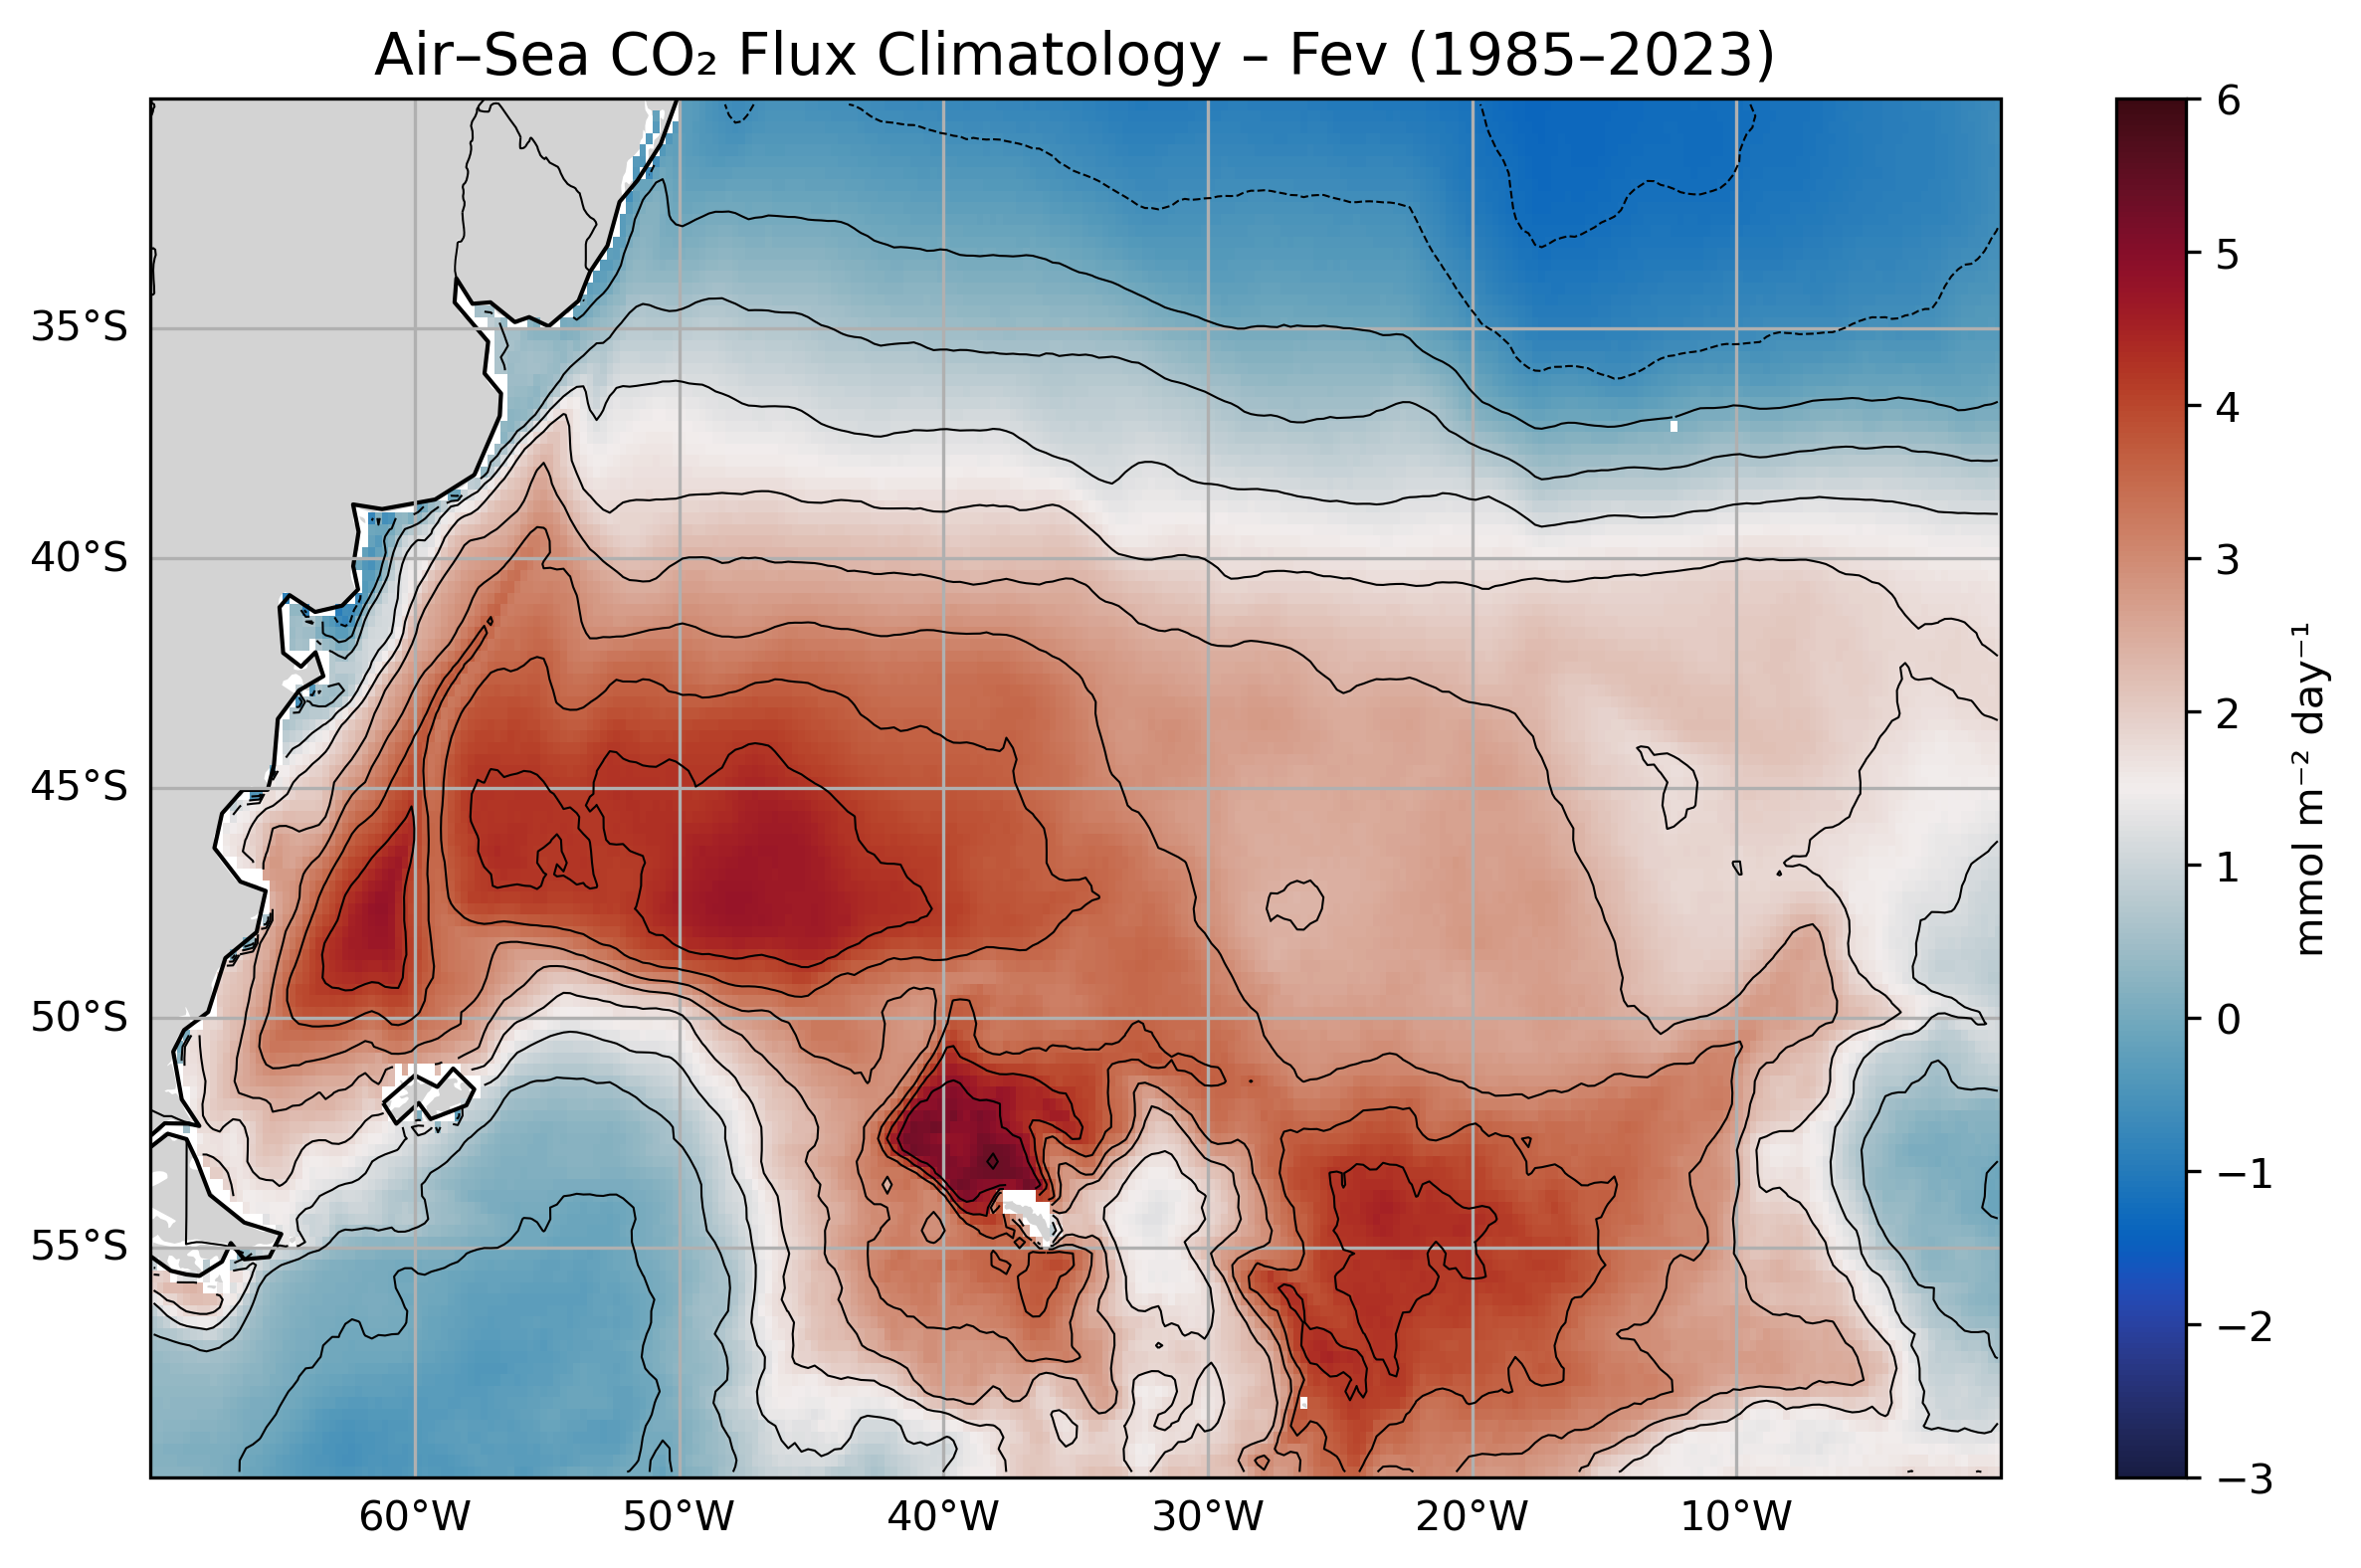 Air–Sea CO₂ Flux Climatology – Fev (1985–2023)
35°S
40°S
45°S
50°S
55°S
60°W
50°W
40°W
30°W
20°W
10°W
6
5
4
3
2
1
0
−1
−2
−3
mmol m⁻² day⁻¹